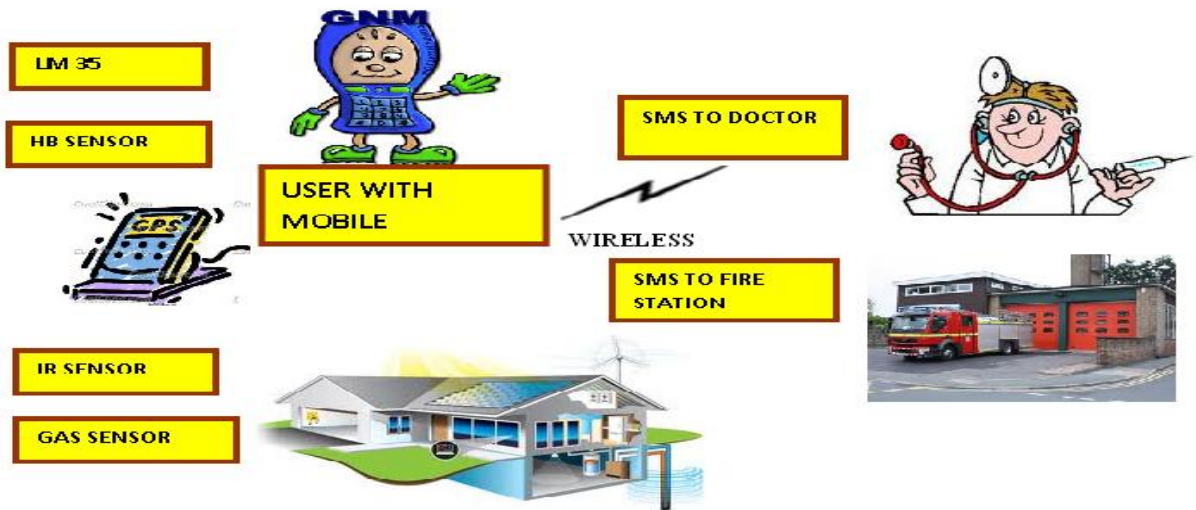 GNM
LM 35
HB SENSOR
GPS
USER WITH
MOBILE
SMS TO DOCTOR
WIRELESS
SMS TO FIRE
STATION
IR SENSOR
GAS SENSOR